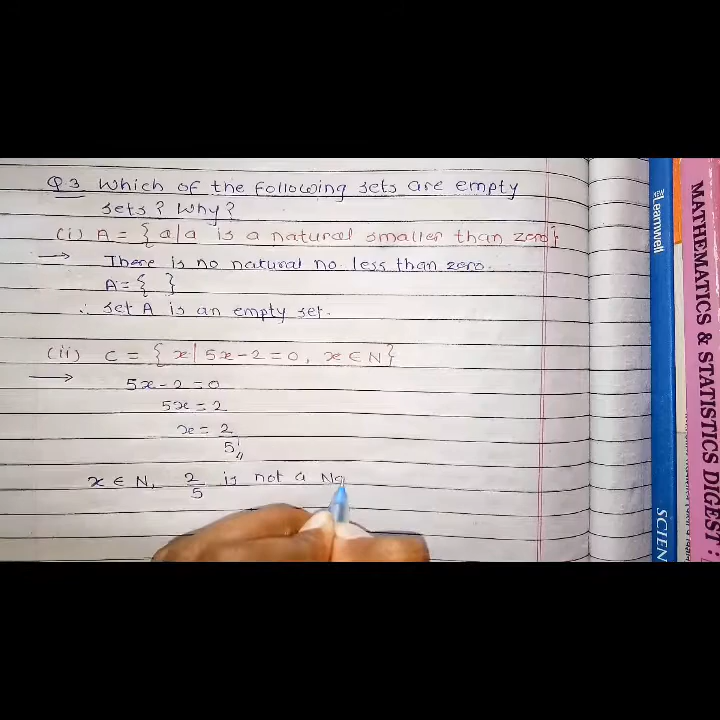 Q.3 Which of the following sets are empty
sets? Why?
(i) A = { a | a is a natural smaller than zero}
→ There is no natural no less than zero.
A = { }
∴ set A is an empty set.
(ii) C = { x | 5x - 2 = 0, x ∈ N}
→ 5x - 2 = 0
5x = 2
x = 2/5
x ∈ N, 2/5 is not a Na
Learnwell
SCIEN
MATHEMATICS & STATISTICS DIGEST :